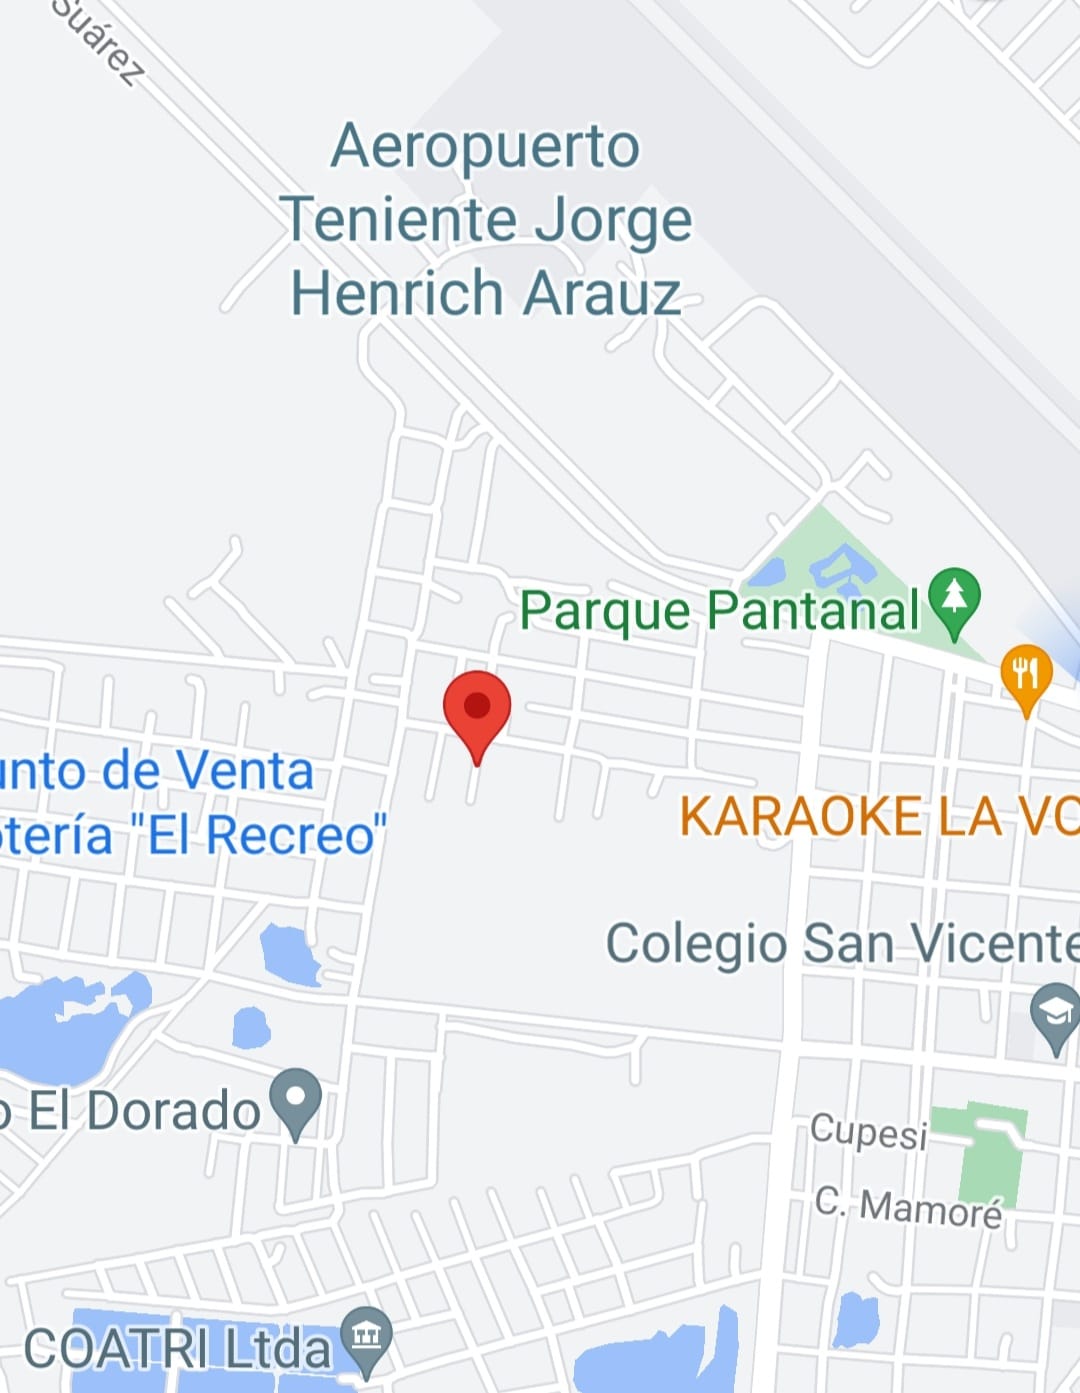 Suárez
Aeropuerto
Teniente Jorge
Henrich Arauz
Parque Pantanal
unto de Venta
otería "El Recreo"
KARAOKE LA VO
Colegio San Vicente
o El Dorado
Cupesi
C. Mamoré
COATRI Ltda